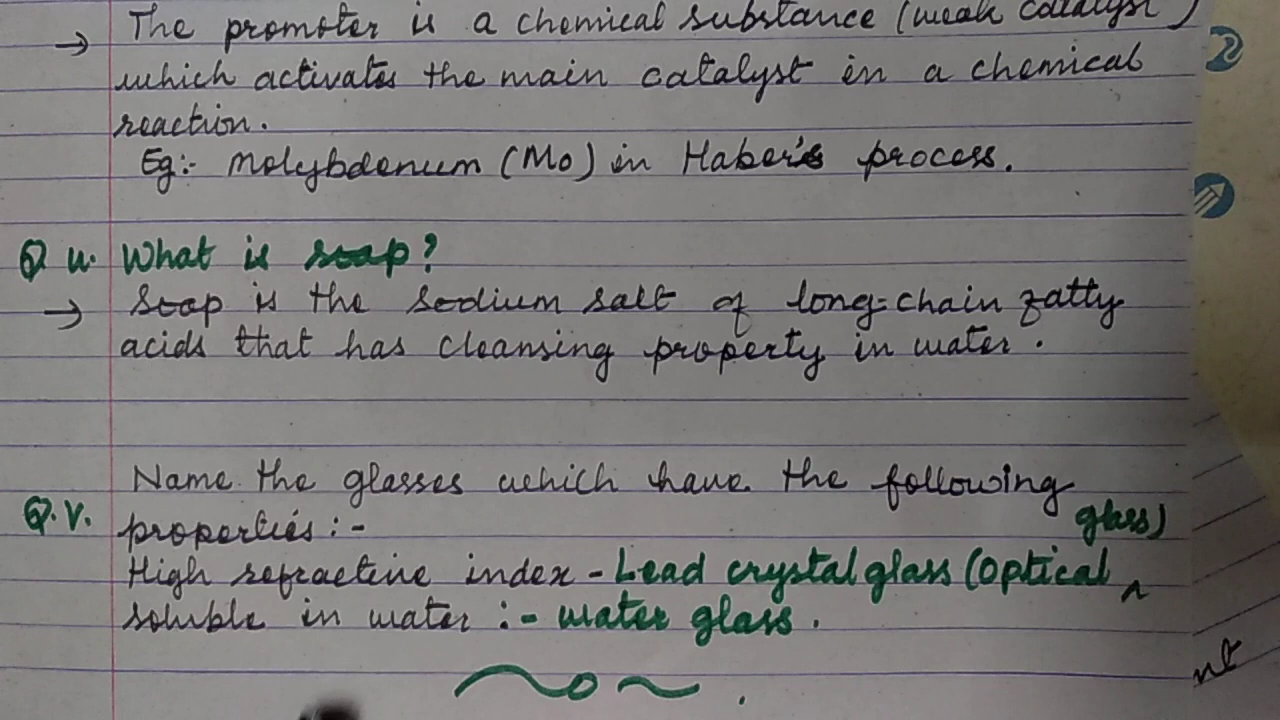 → The promoter is a chemical substance (weak catalyst)
which activates the main catalyst in a chemical
reaction.
Eg:- Molybdenum (Mo) in Haber's process.
Q u. What is soap?
→ Soap is the sodium salt of long-chain fatty
acids that has cleansing property in water.
Name the glasses which have the following
Q.V. properties:-
High refractive index - Lead crystal glass (optical ^ glass)
soluble in water :- water glass.